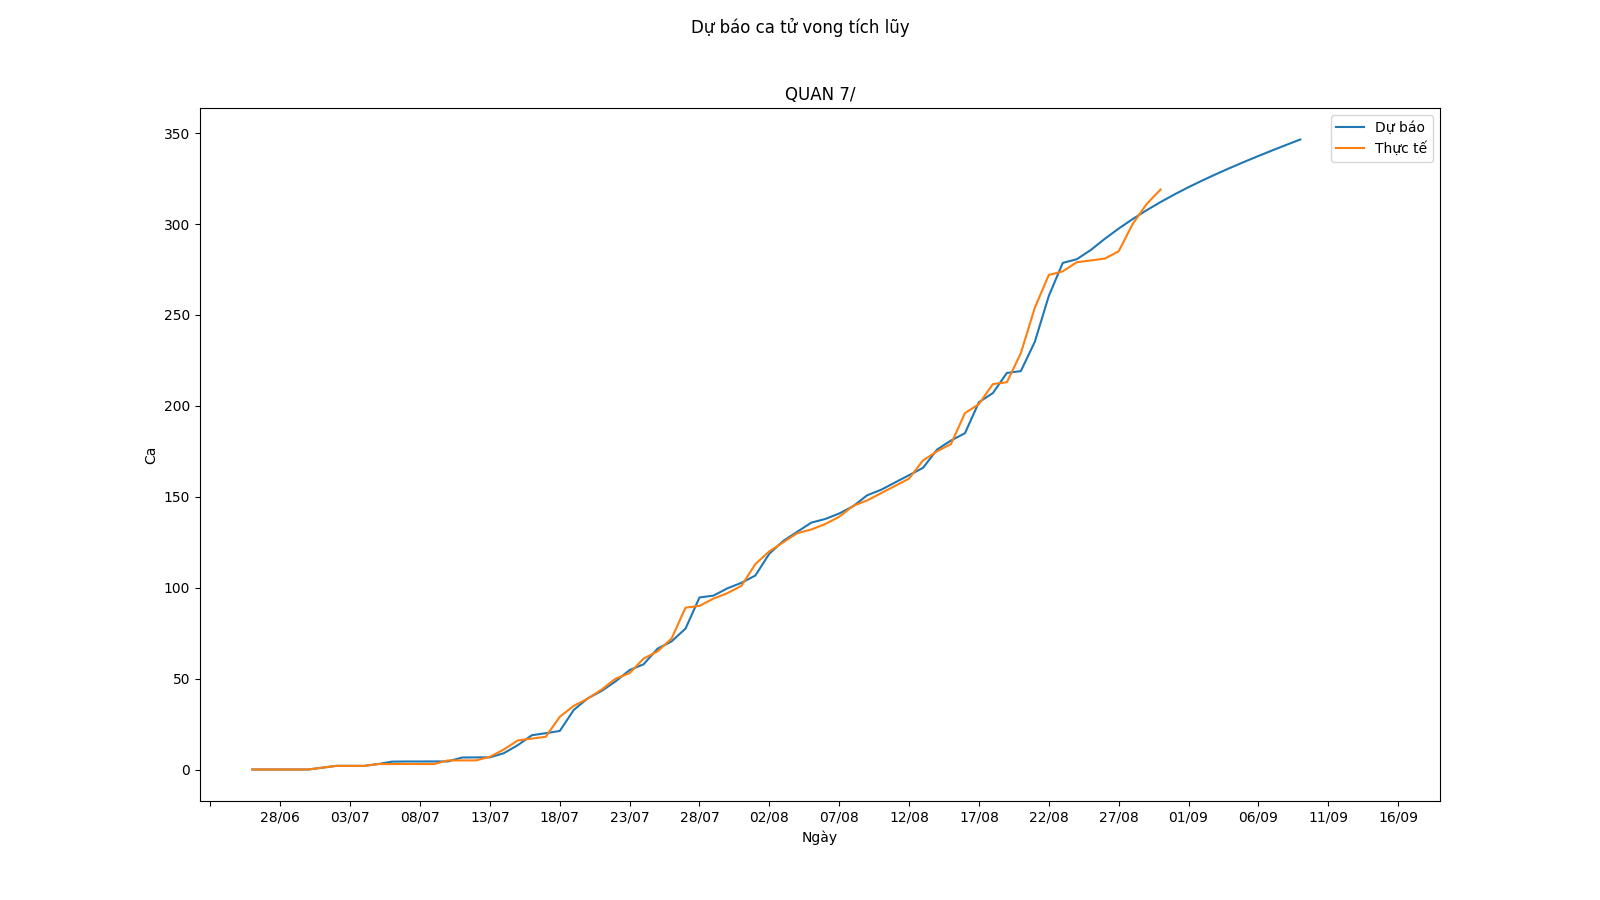 Dự báo ca tử vong tích lũy
QUAN 7/
Dự báo
Thực tế
350
300
250
200
150
100
50
0
Ca
28/06 03/07 08/07 13/07 18/07 23/07 28/07 02/08 07/08 12/08 17/08 22/08 27/08 01/09 06/09 11/09 16/09
Ngày